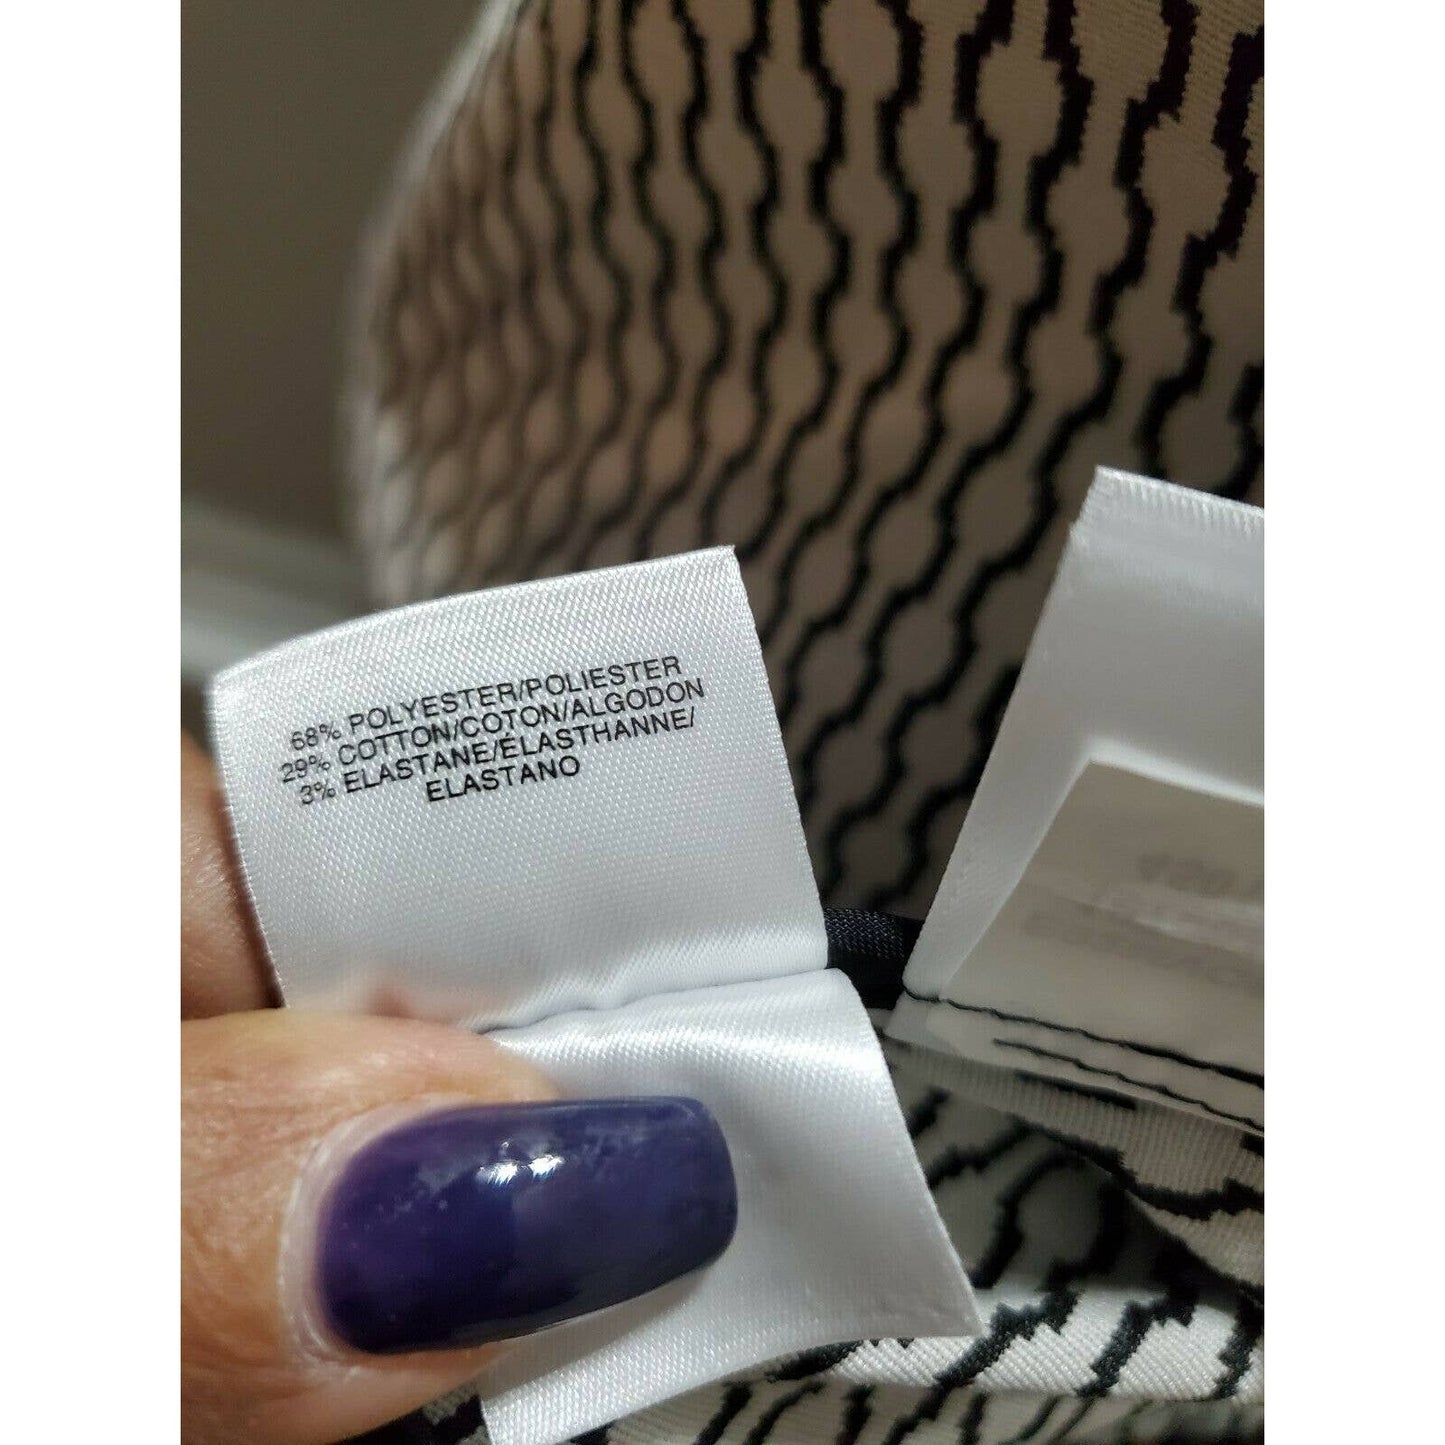 68% POLYESTER/POLIESTER
29% COTTON/COTON/ALGODON
3% ELASTANE/ÉLASTHANNE/
ELASTANO